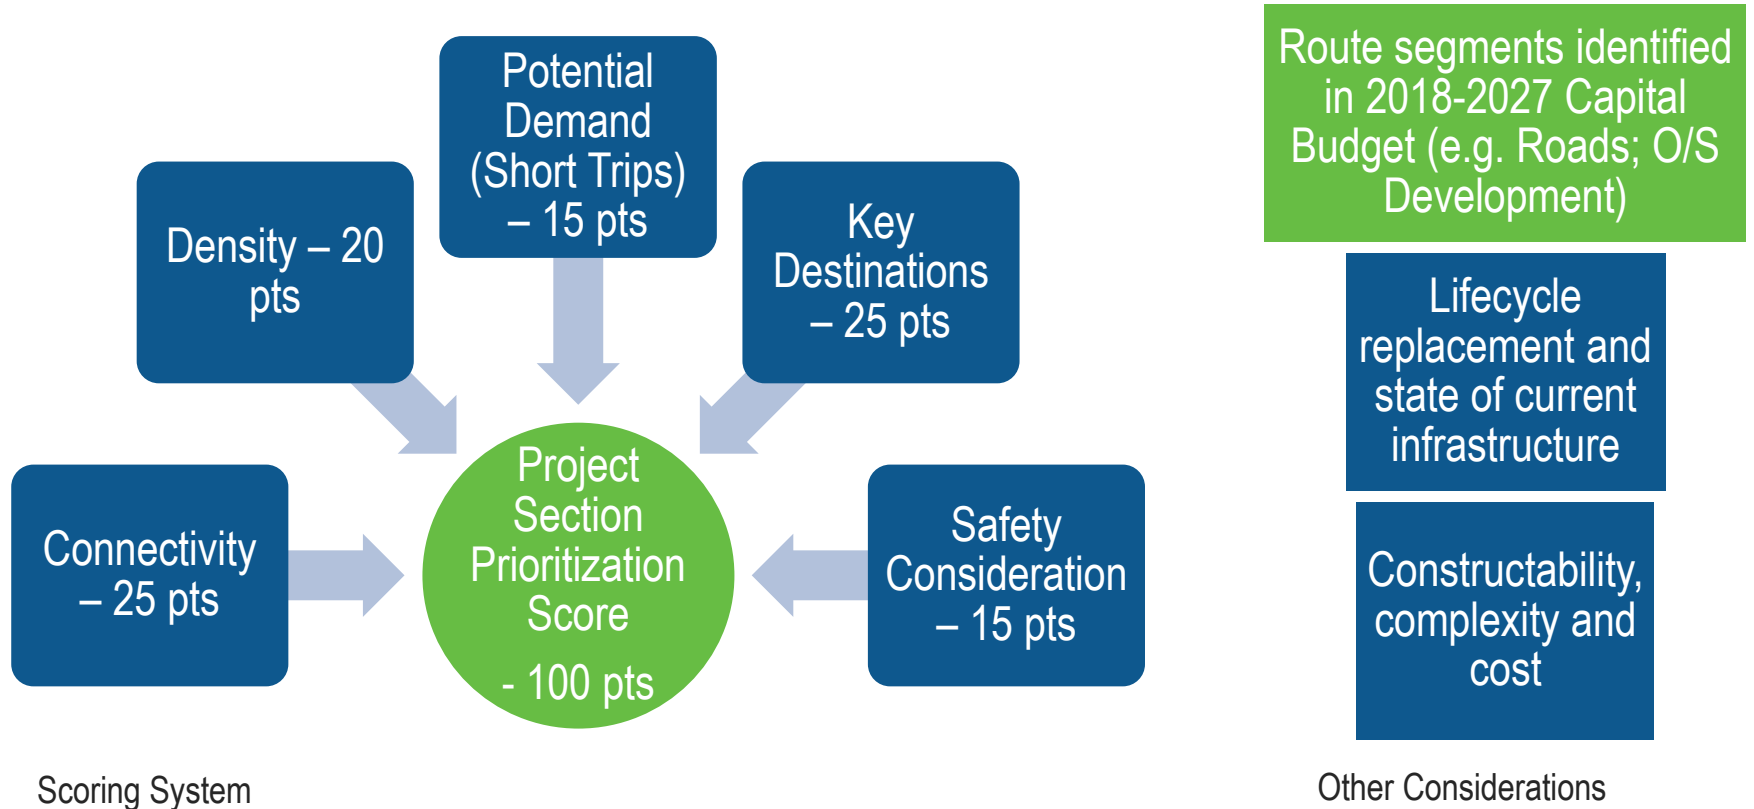 Potential
Demand
(Short Trips)
– 15 pts
Density – 20
pts
Key
Destinations
– 25 pts
Connectivity
– 25 pts
Project
Section
Prioritization
Score
- 100 pts
Safety
Consideration
– 15 pts
Scoring System
Route segments identified
in 2018-2027 Capital
Budget (e.g. Roads; O/S
Development)
Lifecycle
replacement and
state of current
infrastructure
Constructability,
complexity and
cost
Other Considerations